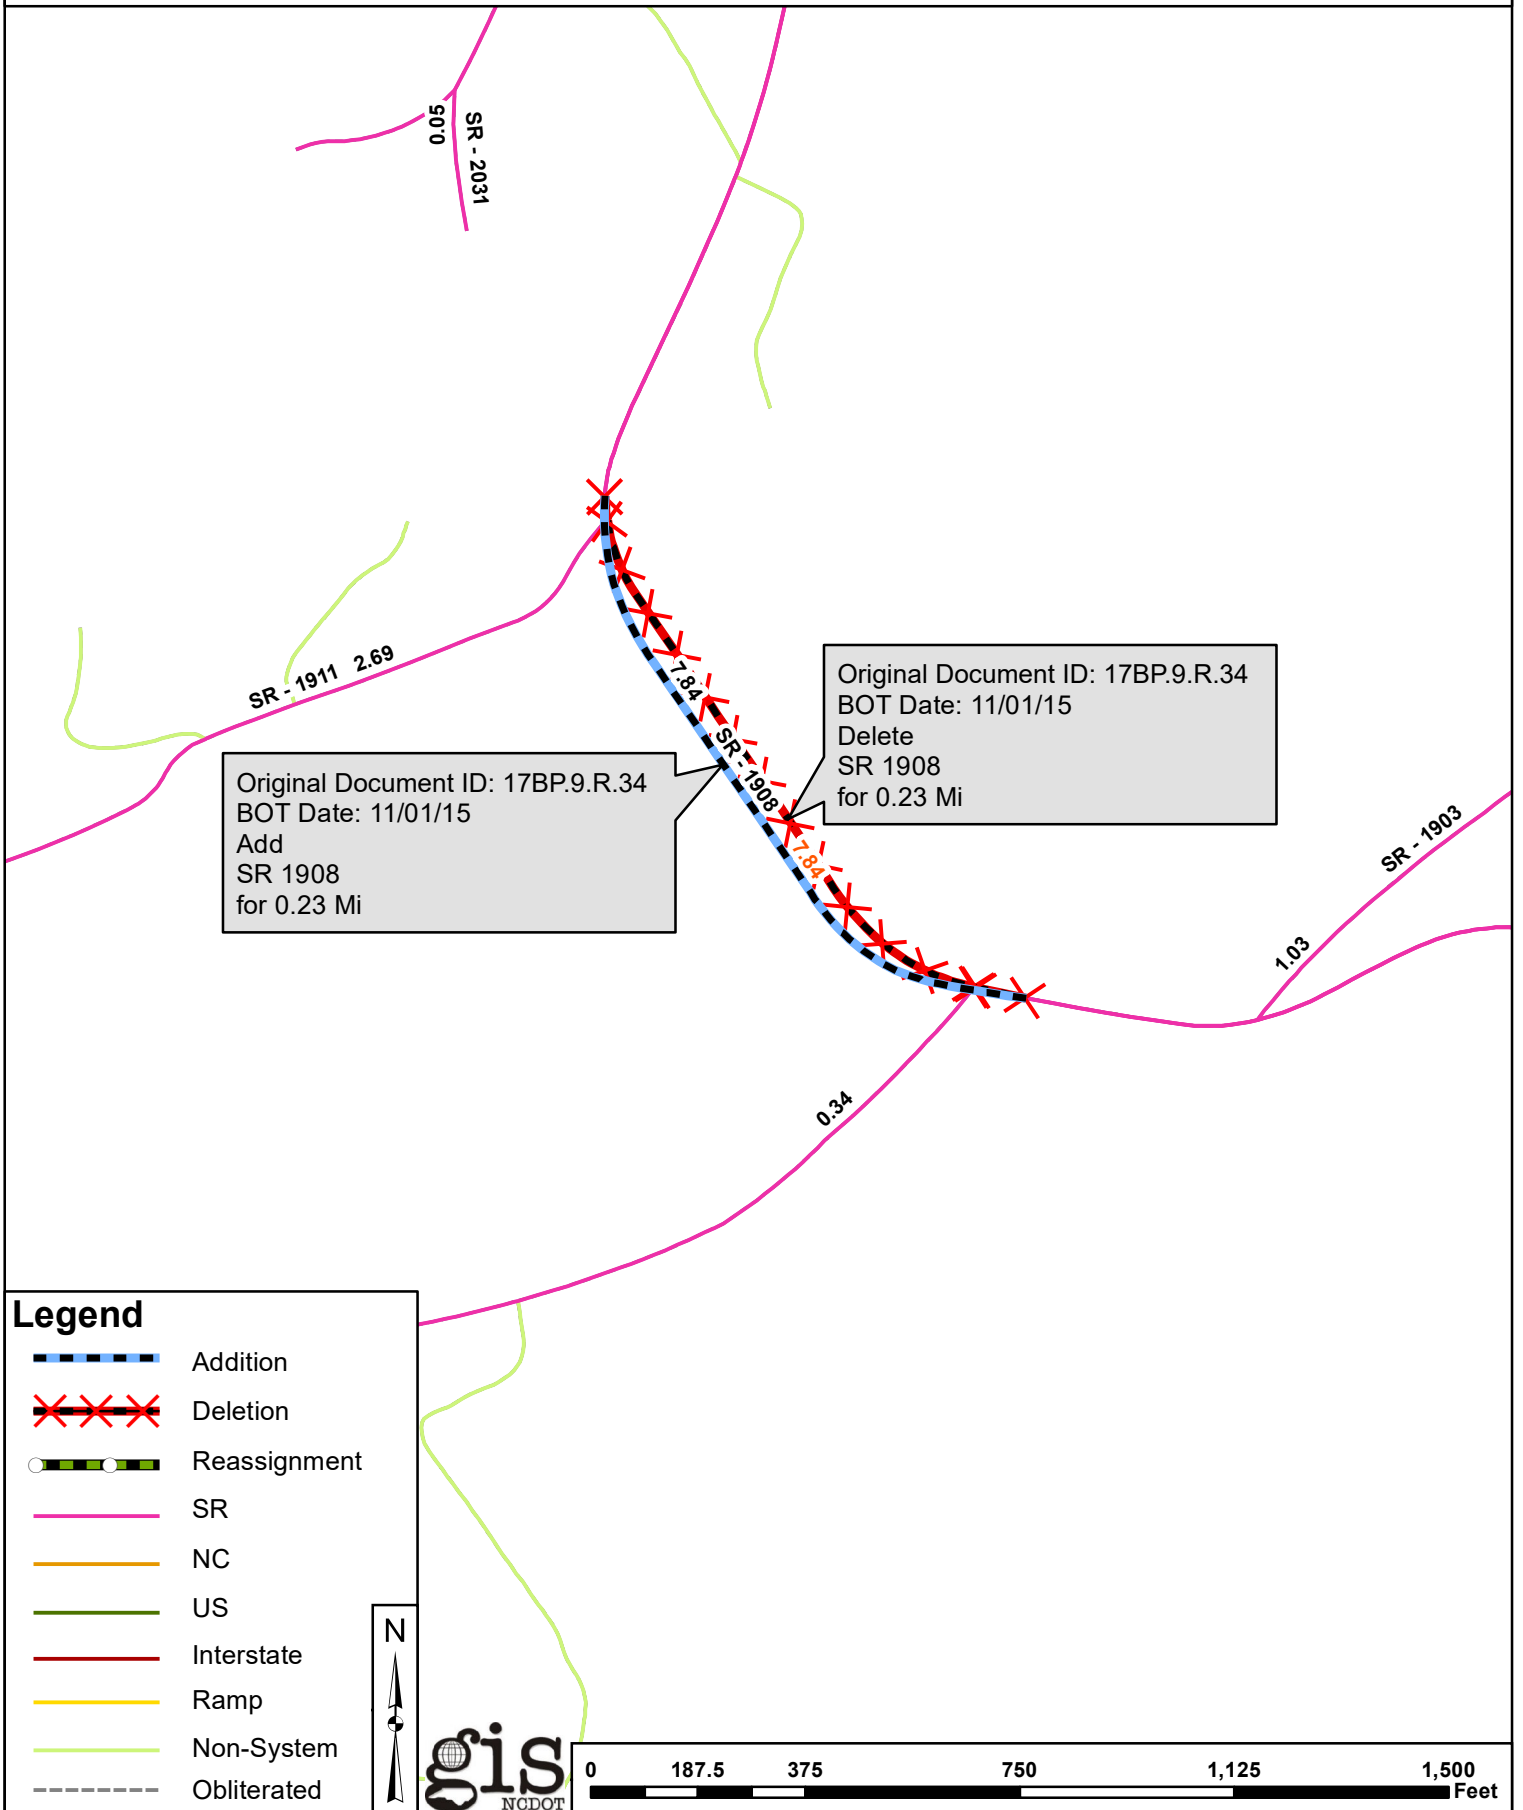 0.05
SR - 2031
SR - 1911 2.69
7.84
SR - 1908
7.84
Original Document ID: 17BP.9.R.34
BOT Date: 11/01/15
Delete
SR 1908
for 0.23 Mi
Original Document ID: 17BP.9.R.34
BOT Date: 11/01/15
Add
SR 1908
for 0.23 Mi
SR - 1903
1.03
0.34
Legend
Addition
Deletion
Reassignment
SR
NC
US
Interstate
Ramp
Non-System
Obliterated
N
gis
NCDOT
0 187.5 375 750 1,125 1,500
Feet